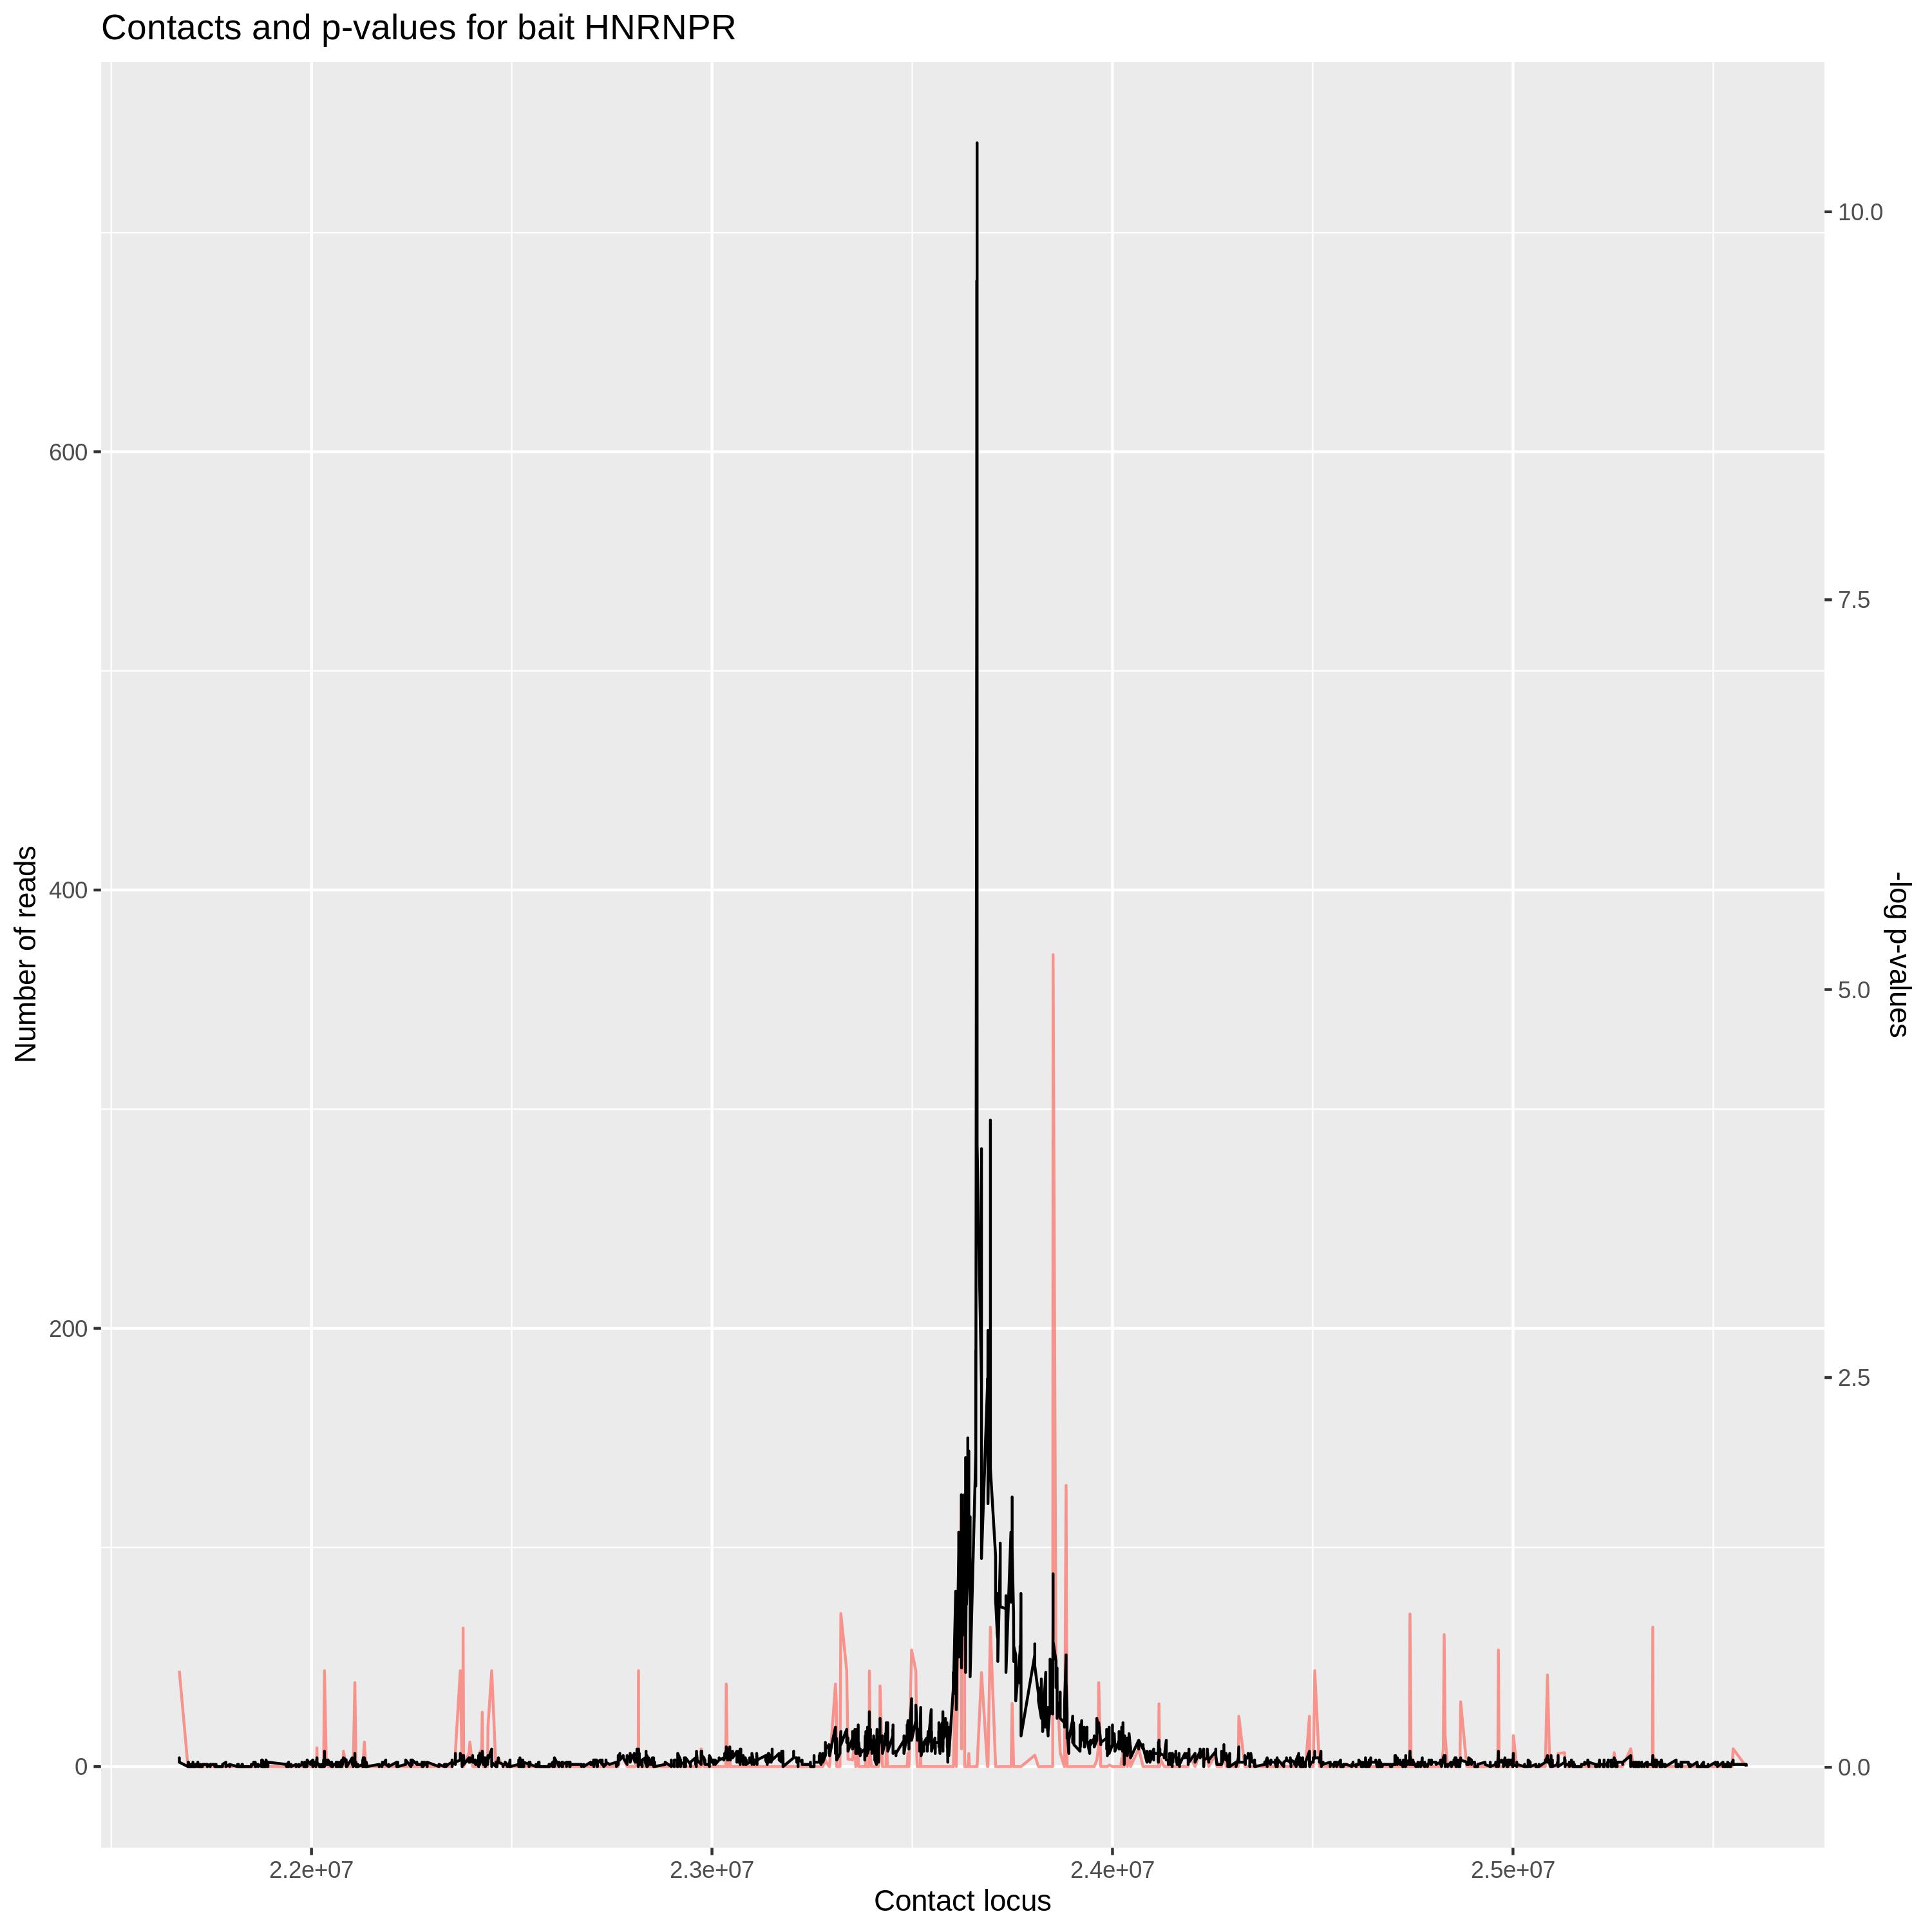 Contacts and p-values for bait HNRNPR
Number of reads
600
400
200
0
10.0
7.5
5.0
2.5
0.0
-log p-values
2.2e+07
2.3e+07
2.4e+07
2.5e+07
Contact locus